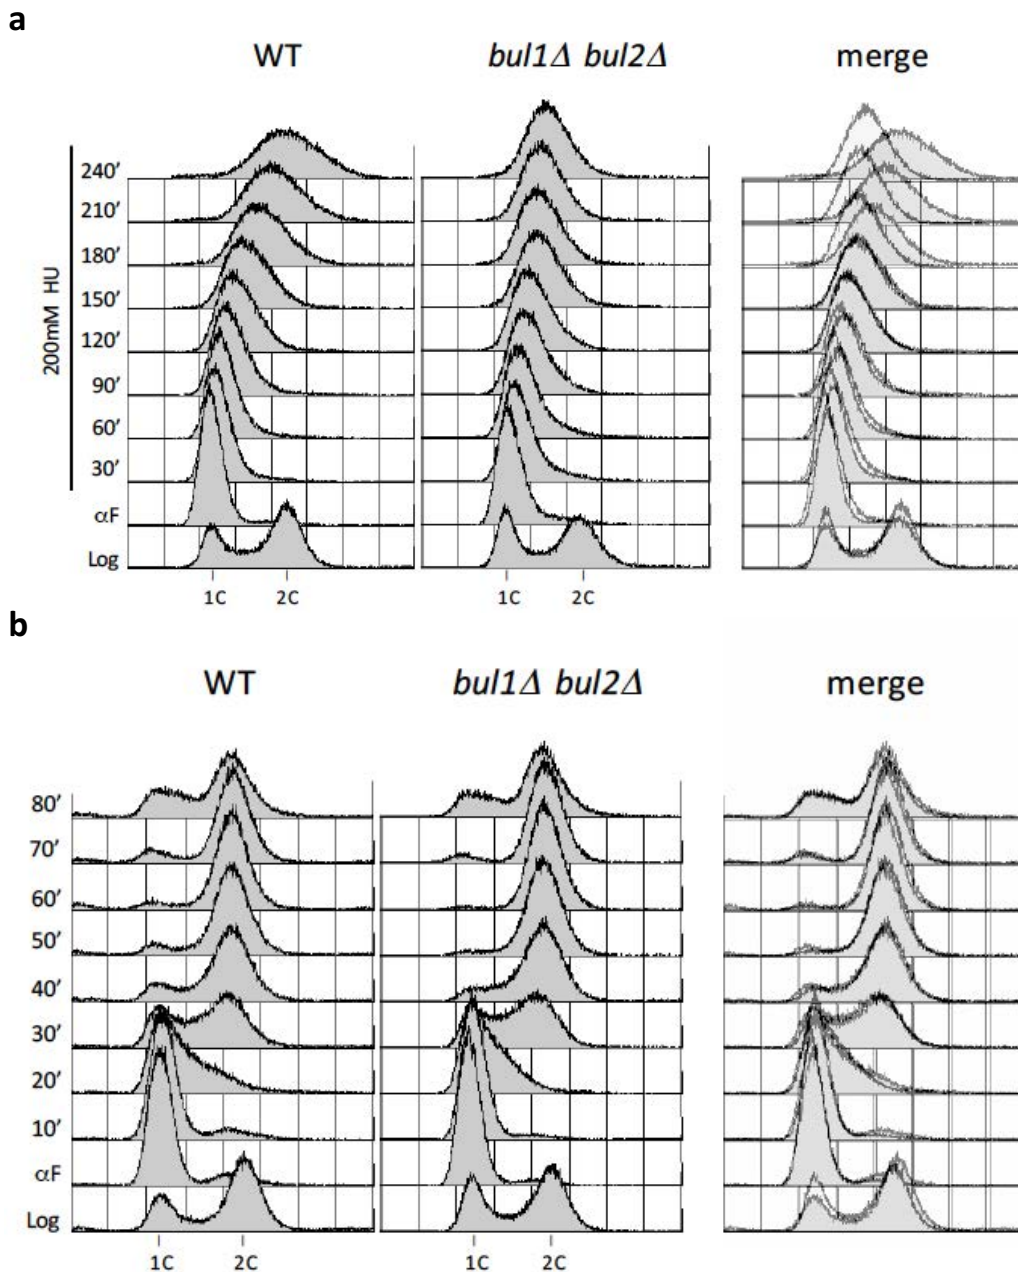 a
WT bul1Δ bul2Δ merge
200mM HU
240′
210′
180′
150′
120′
90′
60′
30′
αF
Log
1C 2C 1C 2C
b
WT bul1Δ bul2Δ merge
80′
70′
60′
50′
40′
30′
20′
10′
αF
Log
1C 2C 1C 2C